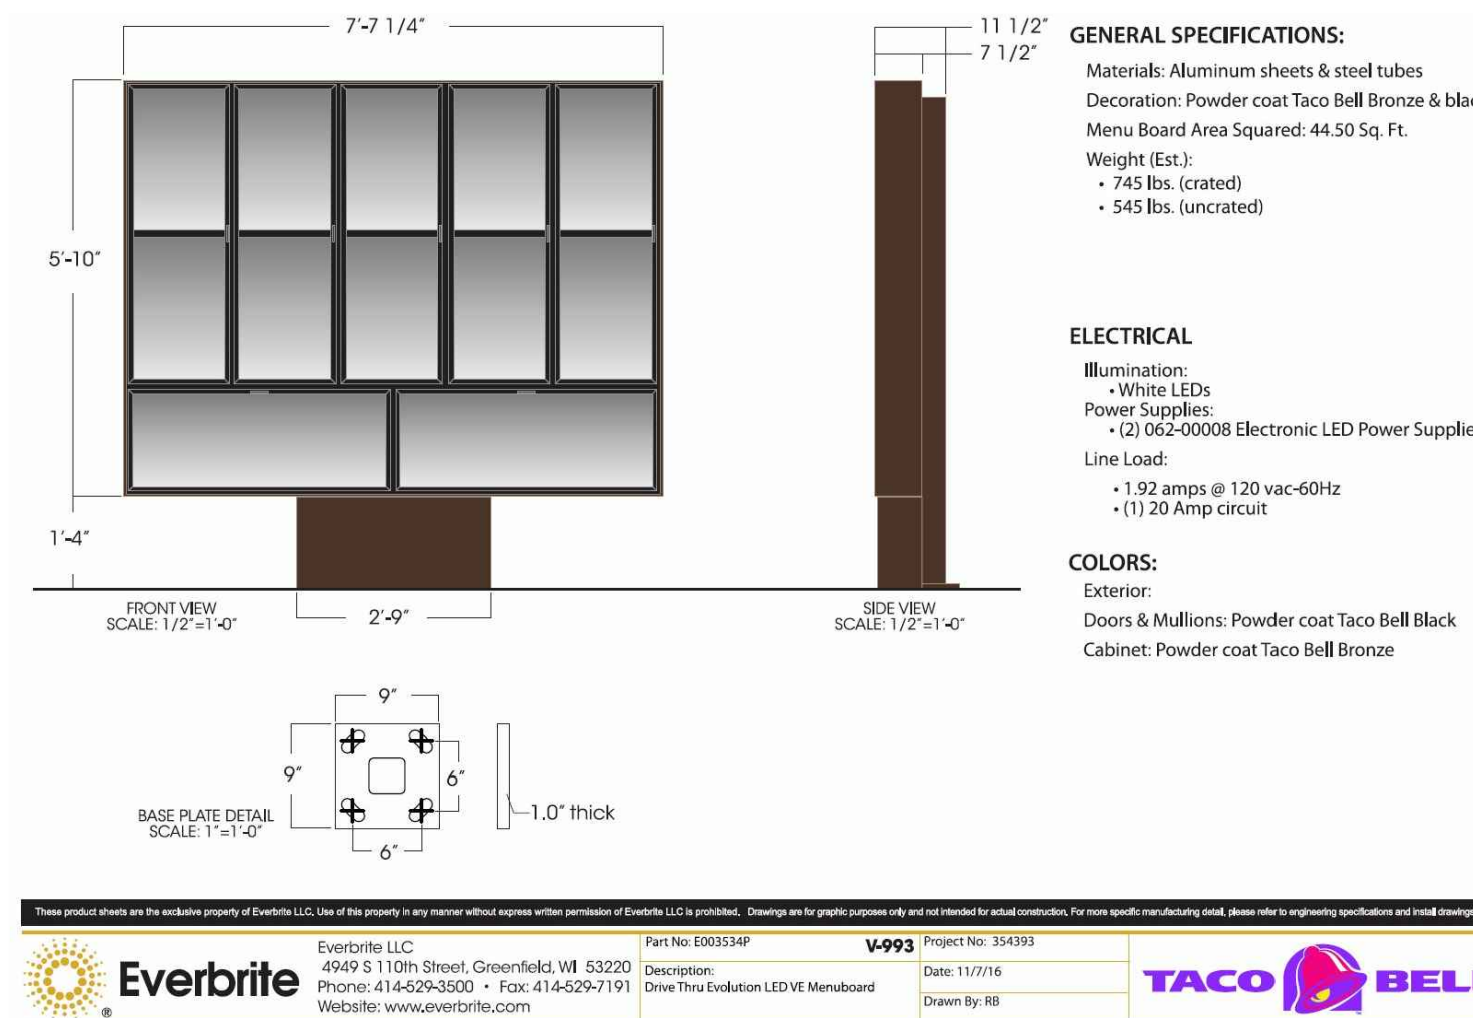 7'-7 1/4"
11 1/2"
7 1/2"
5'-10"
1'-4"
FRONT VIEW
SCALE: 1/2"=1'-0"
2'-9"
SIDE VIEW
SCALE: 1/2"=1'-0"
GENERAL SPECIFICATIONS:
Materials: Aluminum sheets & steel tubes
Decoration: Powder coat Taco Bell Bronze & blac
Menu Board Area Squared: 44.50 Sq. Ft.
Weight (Est.):
• 745 lbs. (crated)
• 545 lbs. (uncrated)
ELECTRICAL
Illumination:
• White LEDs
Power Supplies:
• (2) 062-00008 Electronic LED Power Supplie
Line Load:
• 1.92 amps @ 120 vac-60Hz
• (1) 20 Amp circuit
COLORS:
Exterior:
Doors & Mullions: Powder coat Taco Bell Black
Cabinet: Powder coat Taco Bell Bronze
9"
9"
6"
6"
1.0" thick
BASE PLATE DETAIL
SCALE: 1"=1'-0"
These product sheets are the exclusive property of Everbrite LLC. Use of this property in any manner without express written permission of Everbrite LLC is prohibited. Drawings are for graphic purposes only and not intended for actual construction. For more specific manufacturing detail, please refer to engineering specifications and install drawings
Everbrite ®
Everbrite LLC
4949 S 110th Street, Greenfield, WI 53220
Phone: 414-529-3500 • Fax: 414-529-7191
Website: www.everbrite.com
Part No: E003534P
V-993
Description:
Drive Thru Evolution LED VE Menuboard
Project No: 354393
Date: 11/7/16
Drawn By: RB
TACO BELL